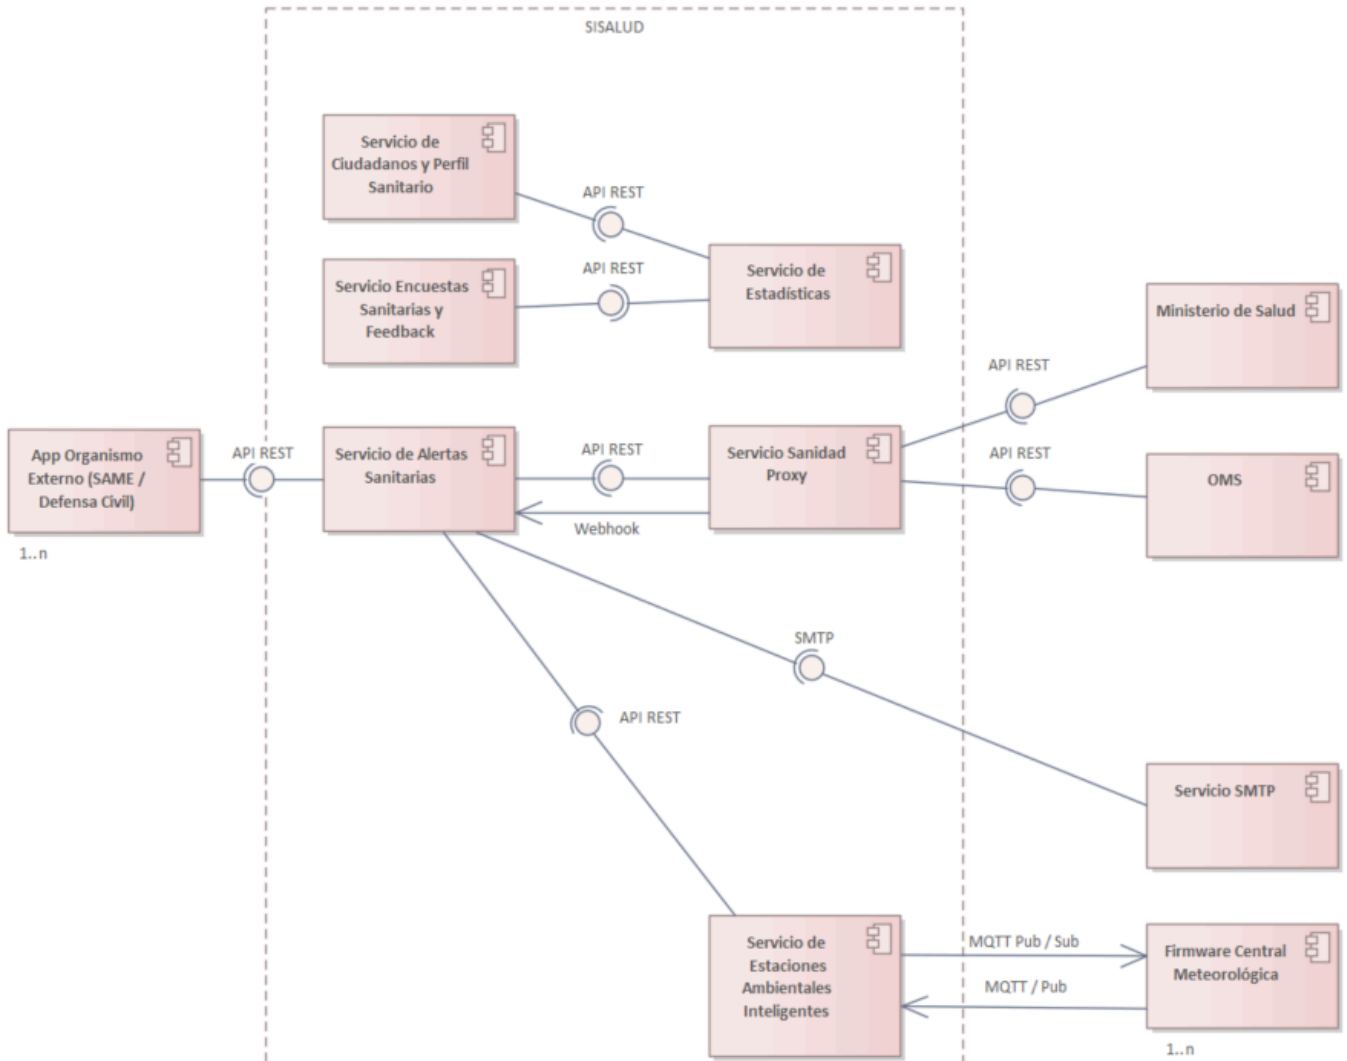 SISALUD
Servicio de
Ciudadanos y Perfil
Sanitario
API REST
Servicio Encuestas
Sanitarias y
Feedback
API REST
Servicio de
Estadísticas
Ministerio de Salud
API REST
App Organismo
Externo (SAME /
Defensa Civil)
1..n
API REST
Servicio de Alertas
Sanitarias
API REST
Webhook
Servicio Sanidad
Proxy
API REST
OMS
SMTP
API REST
Servicio SMTP
Servicio de
Estaciones
Ambientales
Inteligentes
MQTT Pub / Sub
MQTT / Pub
Firmware Central
Meteorológica
1..n